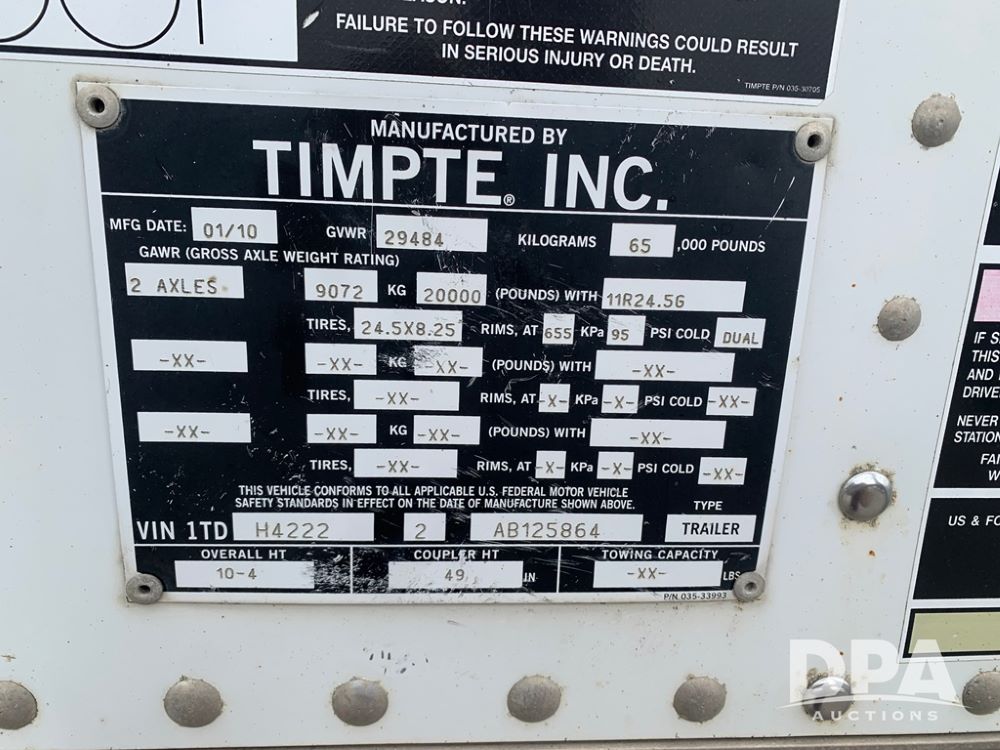 FAILURE TO FOLLOW THESE WARNINGS COULD RESULT
IN SERIOUS INJURY OR DEATH.
TIMPTE P/N 035-30705
MANUFACTURED BY
TIMPTE® INC.
MFG DATE: 01/10 GVWR 29484 KILOGRAMS 65 ,000 POUNDS
GAWR (GROSS AXLE WEIGHT RATING)
2 AXLES 9072 KG 20000 (POUNDS) WITH 11R24.5G
TIRES, 24.5X8.25 RIMS, AT 655 KPa 95 PSI COLD DUAL
-XX- -XX- KG -XX- (POUNDS) WITH -XX-
TIRES, -XX- RIMS, AT -X- KPa -X- PSI COLD -XX-
-XX- -XX- KG -XX- (POUNDS) WITH -XX-
TIRES, -XX- RIMS, AT -X- KPa -X- PSI COLD -XX-
THIS VEHICLE CONFORMS TO ALL APPLICABLE U.S. FEDERAL MOTOR VEHICLE
SAFETY STANDARDS IN EFFECT ON THE DATE OF MANUFACTURE SHOWN ABOVE.
TYPE
VIN 1TD H4222 2 AB125864 TRAILER
OVERALL HT COUPLER HT TOWING CAPACITY
10-4 49 IN -XX- LBS
P/N 035-33993
IF
THIS
AND
DRIVE
NEVER
STATION
US & FO
DPA
AUCTIONS